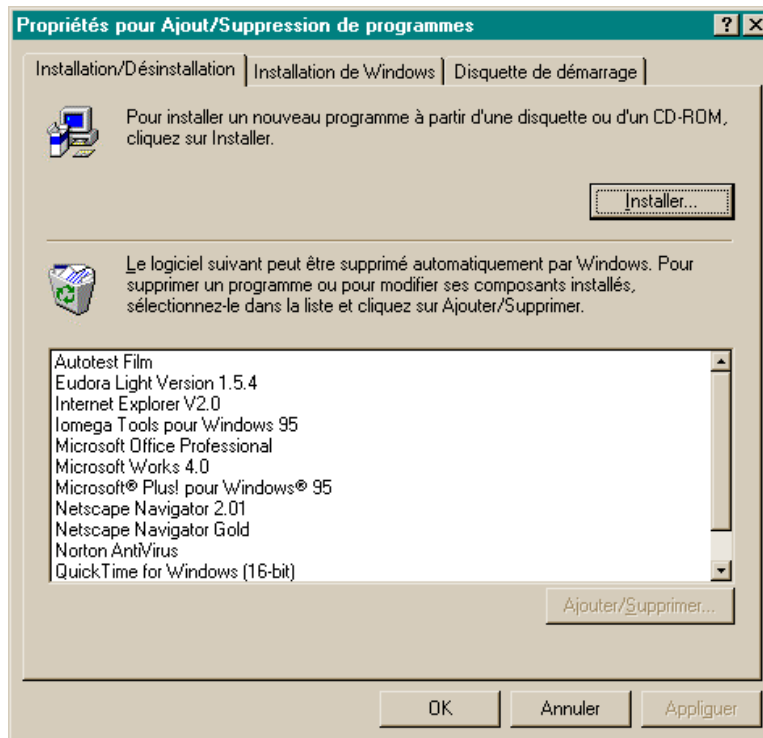 Propriétés pour Ajout/Suppression de programmes
Installation/Désinstallation
Installation de Windows
Disquette de démarrage
Pour installer un nouveau programme à partir d'une disquette ou d'un CD-ROM,
cliquez sur Installer.
Installer...
Le logiciel suivant peut être supprimé automatiquement par Windows. Pour
supprimer un programme ou pour modifier ses composants installés,
sélectionnez-le dans la liste et cliquez sur Ajouter/Supprimer.
Autotest Film
Eudora Light Version 1.5.4
Internet Explorer V2.0
Iomega Tools pour Windows 95
Microsoft Office Professional
Microsoft Works 4.0
Microsoft® Plus! pour Windows® 95
Netscape Navigator 2.01
Netscape Navigator Gold
Norton AntiVirus
QuickTime for Windows (16-bit)
Ajouter/Supprimer...
OK
Annuler
Appliquer